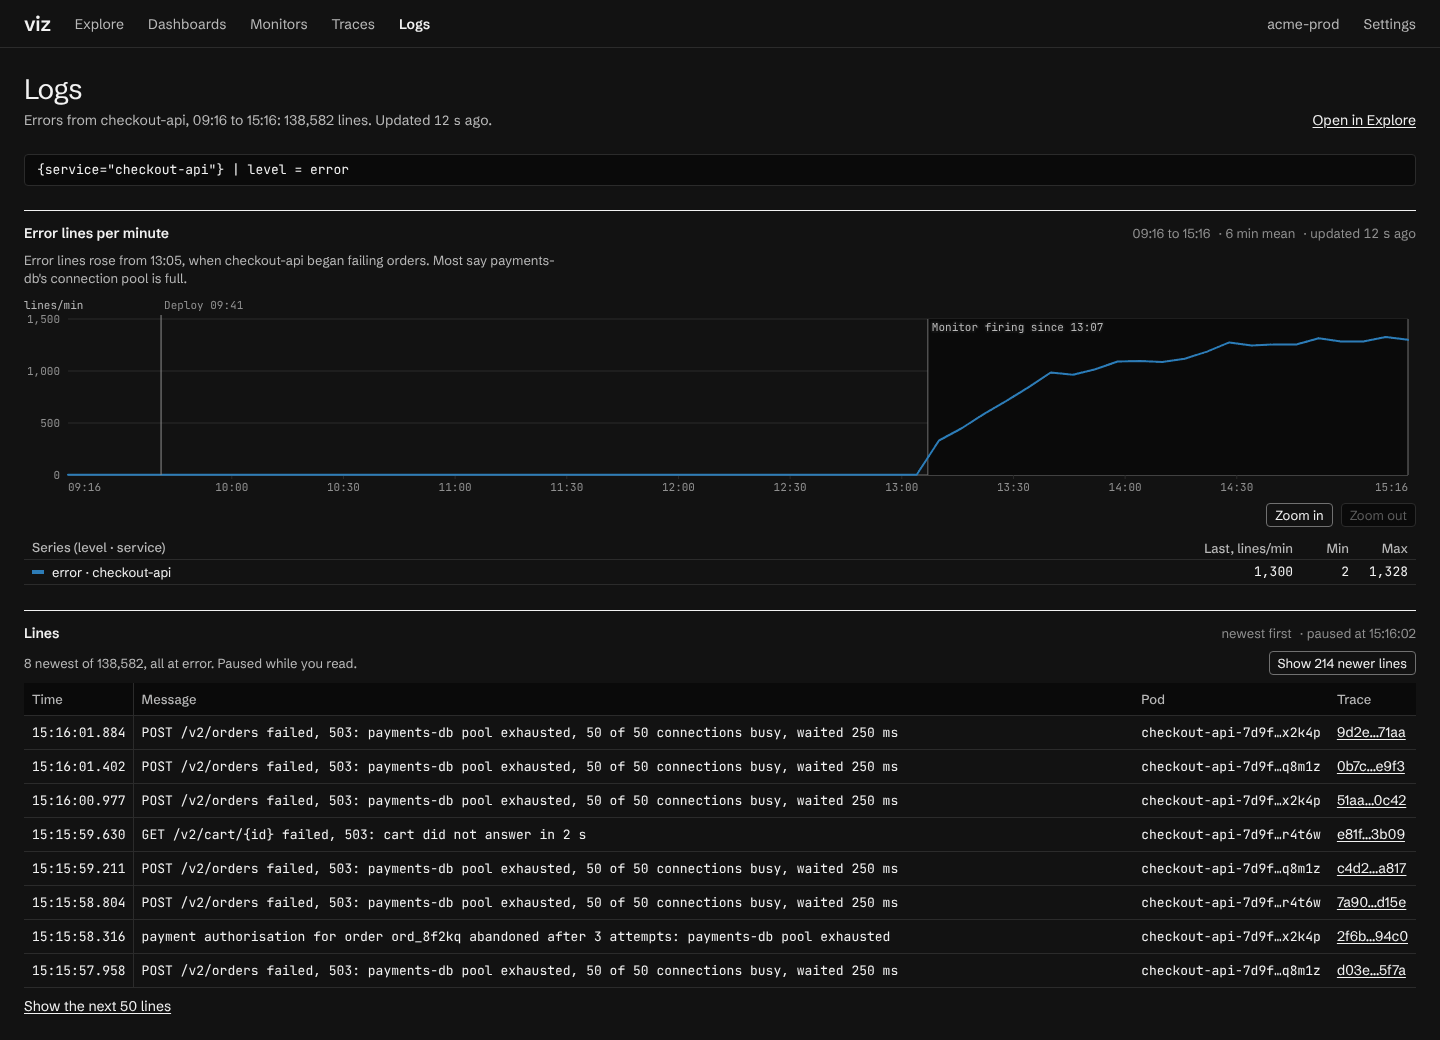 viz Explore Dashboards Monitors Traces Logs acme-prod Settings
Logs
Errors from checkout-api, 09:16 to 15:16: 138,582 lines. Updated 12 s ago. Open in Explore
{service="checkout-api"} | level = error
Error lines per minute 09:16 to 15:16 · 6 min mean · updated 12 s ago
Error lines rose from 13:05, when checkout-api began failing orders. Most say payments-
db's connection pool is full.
lines/min Deploy 09:41
1,500 Monitor firing since 13:07
1,000
500
0
09:16 10:00 10:30 11:00 11:30 12:00 12:30 13:00 13:30 14:00 14:30 15:16
Zoom in Zoom out
Series (level · service) Last, lines/min Min Max
error · checkout-api 1,300 2 1,328
Lines newest first · paused at 15:16:02
8 newest of 138,582, all at error. Paused while you read. Show 214 newer lines
Time Message Pod Trace
15:16:01.884 POST /v2/orders failed, 503: payments-db pool exhausted, 50 of 50 connections busy, waited 250 ms checkout-api-7d9f…x2k4p 9d2e…71aa
15:16:01.402 POST /v2/orders failed, 503: payments-db pool exhausted, 50 of 50 connections busy, waited 250 ms checkout-api-7d9f…q8m1z 0b7c…e9f3
15:16:00.977 POST /v2/orders failed, 503: payments-db pool exhausted, 50 of 50 connections busy, waited 250 ms checkout-api-7d9f…x2k4p 51aa…0c42
15:15:59.630 GET /v2/cart/{id} failed, 503: cart did not answer in 2 s checkout-api-7d9f…r4t6w e81f…3b09
15:15:59.211 POST /v2/orders failed, 503: payments-db pool exhausted, 50 of 50 connections busy, waited 250 ms checkout-api-7d9f…q8m1z c4d2…a817
15:15:58.804 POST /v2/orders failed, 503: payments-db pool exhausted, 50 of 50 connections busy, waited 250 ms checkout-api-7d9f…r4t6w 7a90…d15e
15:15:58.316 payment authorisation for order ord_8f2kq abandoned after 3 attempts: payments-db pool exhausted checkout-api-7d9f…x2k4p 2f6b…94c0
15:15:57.958 POST /v2/orders failed, 503: payments-db pool exhausted, 50 of 50 connections busy, waited 250 ms checkout-api-7d9f…q8m1z d03e…5f7a
Show the next 50 lines